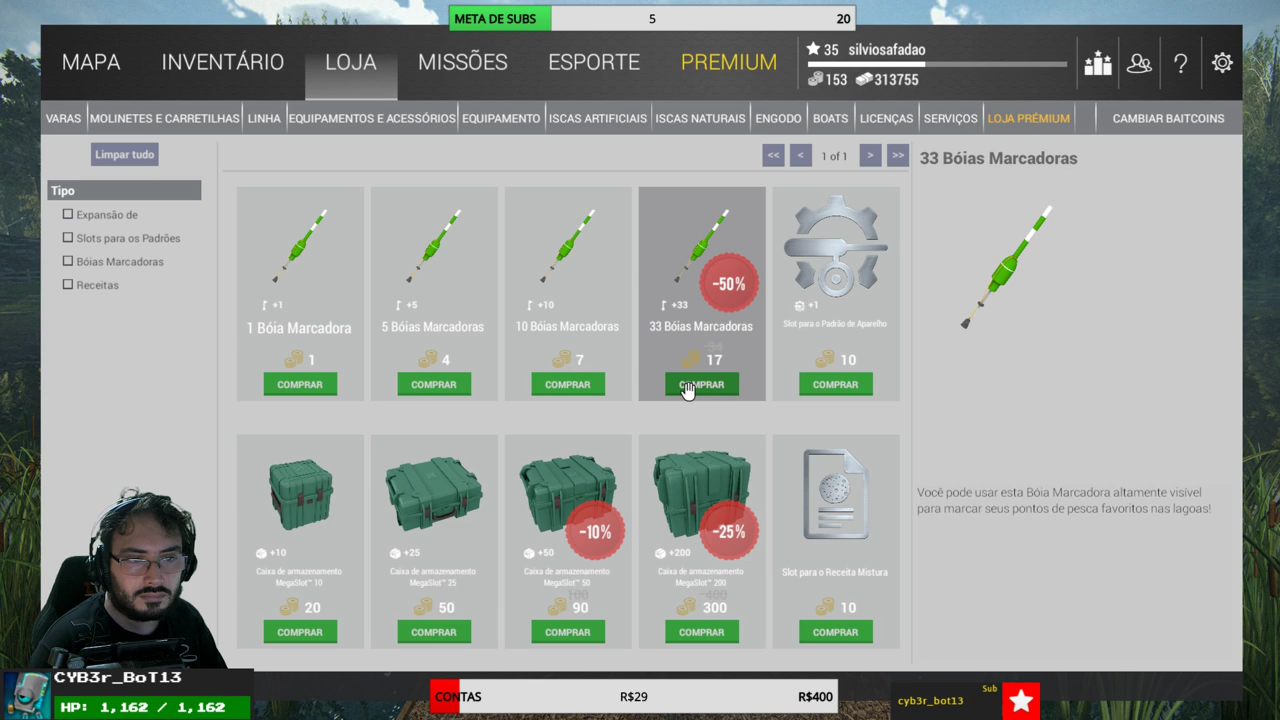 META DE SUBS 5 20
MAPA INVENTÁRIO LOJA MISSÕES ESPORTE PREMIUM
35 silviosafadao
153 313755
VARAS MOLINETES E CARRETILHAS LINHA EQUIPAMENTOS E ACESSÓRIOS EQUIPAMENTO ISCAS ARTIFICIAIS ISCAS NATURAIS ENGODO BOATS LICENÇAS SERVIÇOS LOJA PRÉMIUM CAMBIAR BAITCOINS
Limpar tudo
<< < 1 of 1 > >>
33 Bóias Marcadoras
Tipo
Expansão de
Slots para os Padrões
Bóias Marcadoras
Receitas
-50%
+1 +5 +10 +33 +1
1 Bóia Marcadora 5 Bóias Marcadoras 10 Bóias Marcadoras 33 Bóias Marcadoras Slot para o Padrão de Aparelho
34
1 4 7 17 10
COMPRAR COMPRAR COMPRAR COMPRAR COMPRAR
Você pode usar esta Bóia Marcadora altamente visível
para marcar seus pontos de pesca favoritos nas lagoas!
-10% -25%
+10 +25 +50 +200
Caixa de armazenamento Caixa de armazenamento Caixa de armazenamento Caixa de armazenamento Slot para o Receita Mistura
MegaSlot™ 10 MegaSlot™ 25 MegaSlot™ 50 MegaSlot™ 200
100 400
20 50 90 300 10
COMPRAR COMPRAR COMPRAR COMPRAR COMPRAR
CYB3r_BoT13
HP: 1,162 / 1,162
CONTAS R$29 R$400
Sub
cyb3r_bot13